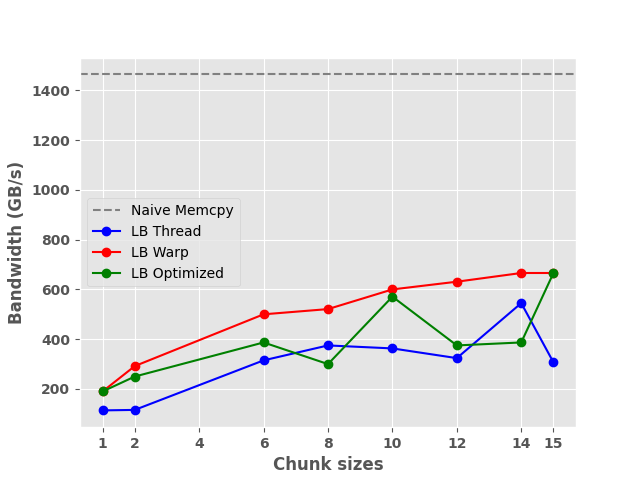 1400
1200
1000
800
600
400
200
Bandwidth (GB/s)
Naive Memcpy
LB Thread
LB Warp
LB Optimized
1 2 4 6 8 10 12 14 15
Chunk sizes